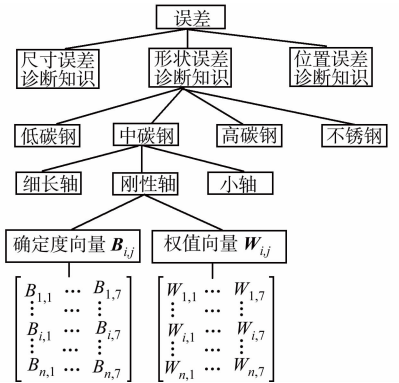 误差
尺寸误差 形状误差 位置误差
诊断知识 诊断知识 诊断知识
低碳钢 中碳钢 高碳钢 不锈钢
细长轴 刚性轴 小轴
确定度向量 B_{i,j} 权值向量 W_{i,j}
B_{1,1} ⋯ B_{1,7} W_{1,1} ⋯ W_{1,7}
⋮ ⋮ ⋮ ⋮
B_{i,1} ⋯ B_{i,7} W_{i,1} ⋯ W_{i,7}
⋮ ⋯ ⋮ ⋮ ⋯ ⋮
B_{n,1} ⋯ B_{n,7} W_{n,1} ⋯ W_{n,7}